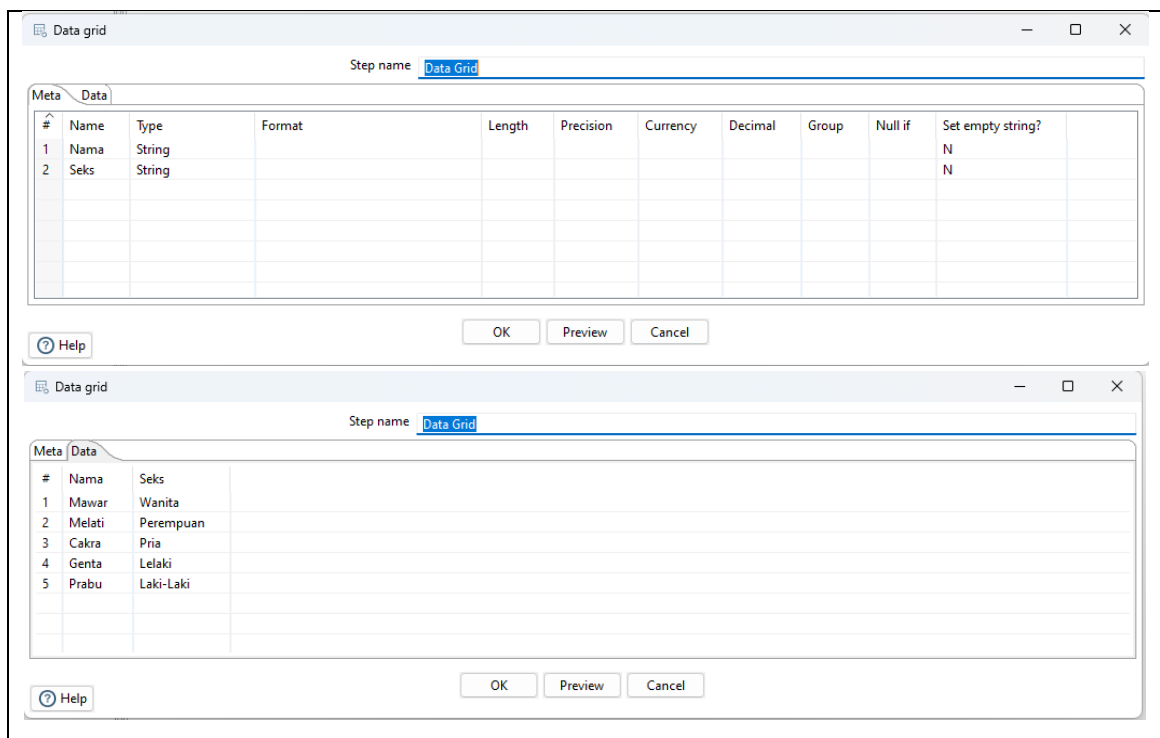 Data grid
Step name Data Grid
Meta Data
# Name Type Format Length Precision Currency Decimal Group Null if Set empty string?
1 Nama String N
2 Seks String N
OK Preview Cancel
Help
Data grid
Step name Data Grid
Meta Data
# Nama Seks
1 Mawar Wanita
2 Melati Perempuan
3 Cakra Pria
4 Genta Lelaki
5 Prabu Laki-Laki
OK Preview Cancel
Help